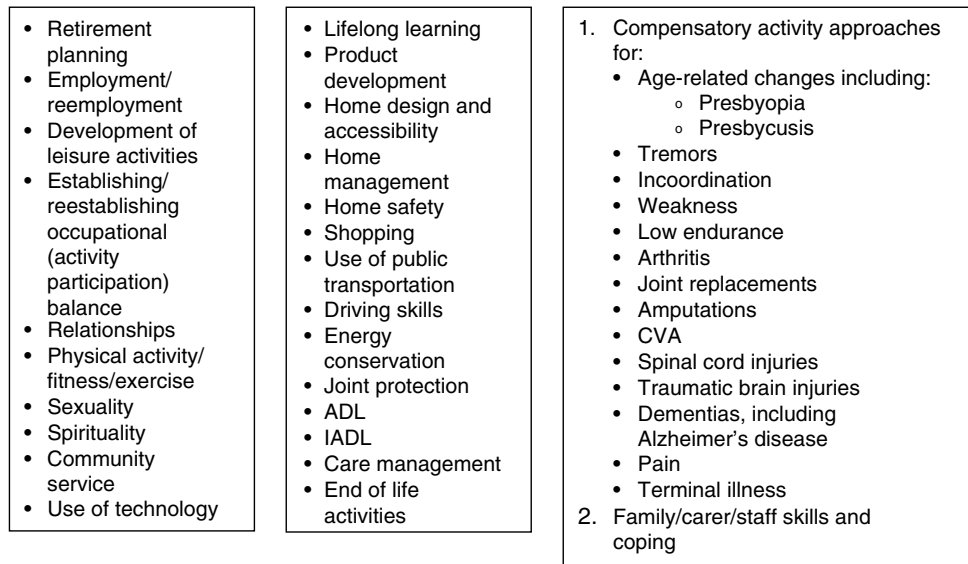 • Retirement
planning
• Employment/
reemployment
• Development of
leisure activities
• Establishing/
reestablishing
occupational
(activity
participation)
balance
• Relationships
• Physical activity/
fitness/exercise
• Sexuality
• Spirituality
• Community
service
• Use of technology
• Lifelong learning
• Product
development
• Home design and
accessibility
• Home
management
• Home safety
• Shopping
• Use of public
transportation
• Driving skills
• Energy
conservation
• Joint protection
• ADL
• IADL
• Care management
• End of life
activities
1. Compensatory activity approaches
for:
• Age-related changes including:
o Presbyopia
o Presbycusis
• Tremors
• Incoordination
• Weakness
• Low endurance
• Arthritis
• Joint replacements
• Amputations
• CVA
• Spinal cord injuries
• Traumatic brain injuries
• Dementias, including
Alzheimer's disease
• Pain
• Terminal illness
2. Family/carer/staff skills and
coping